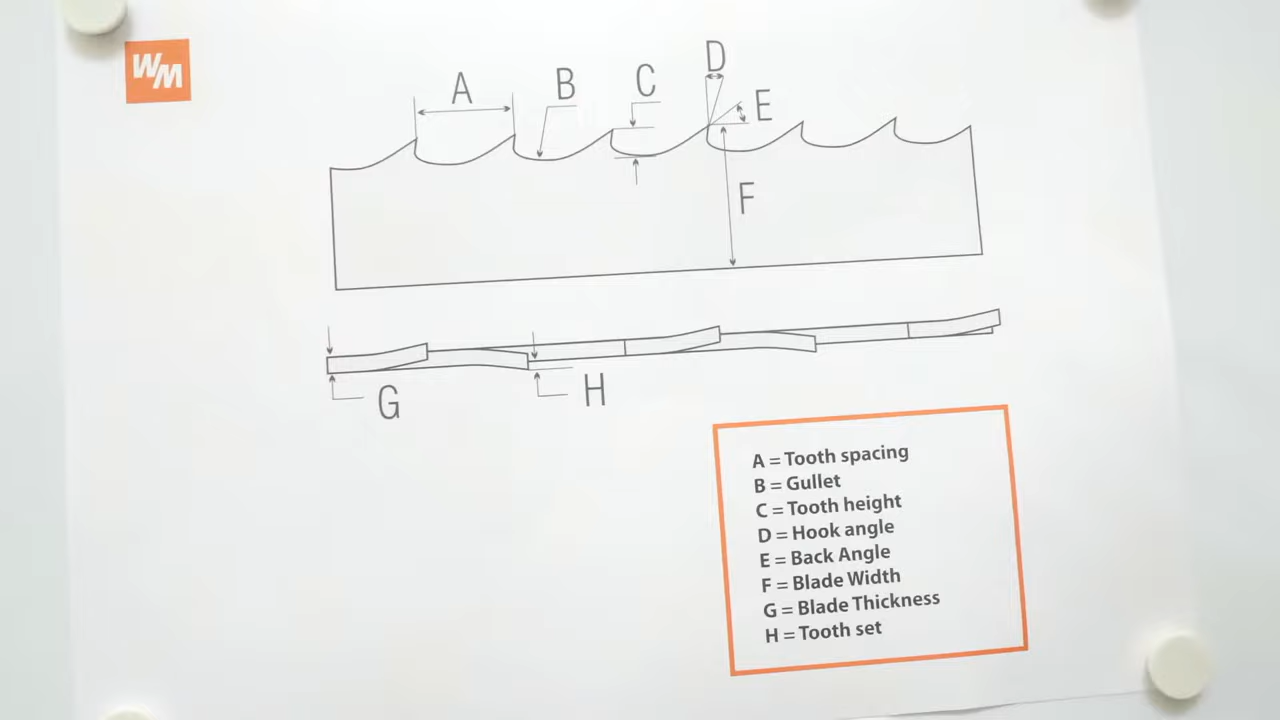 WM
A
B
C
D
E
F
G
H
A = Tooth spacing
B = Gullet
C = Tooth height
D = Hook angle
E = Back Angle
F = Blade Width
G = Blade Thickness
H = Tooth set